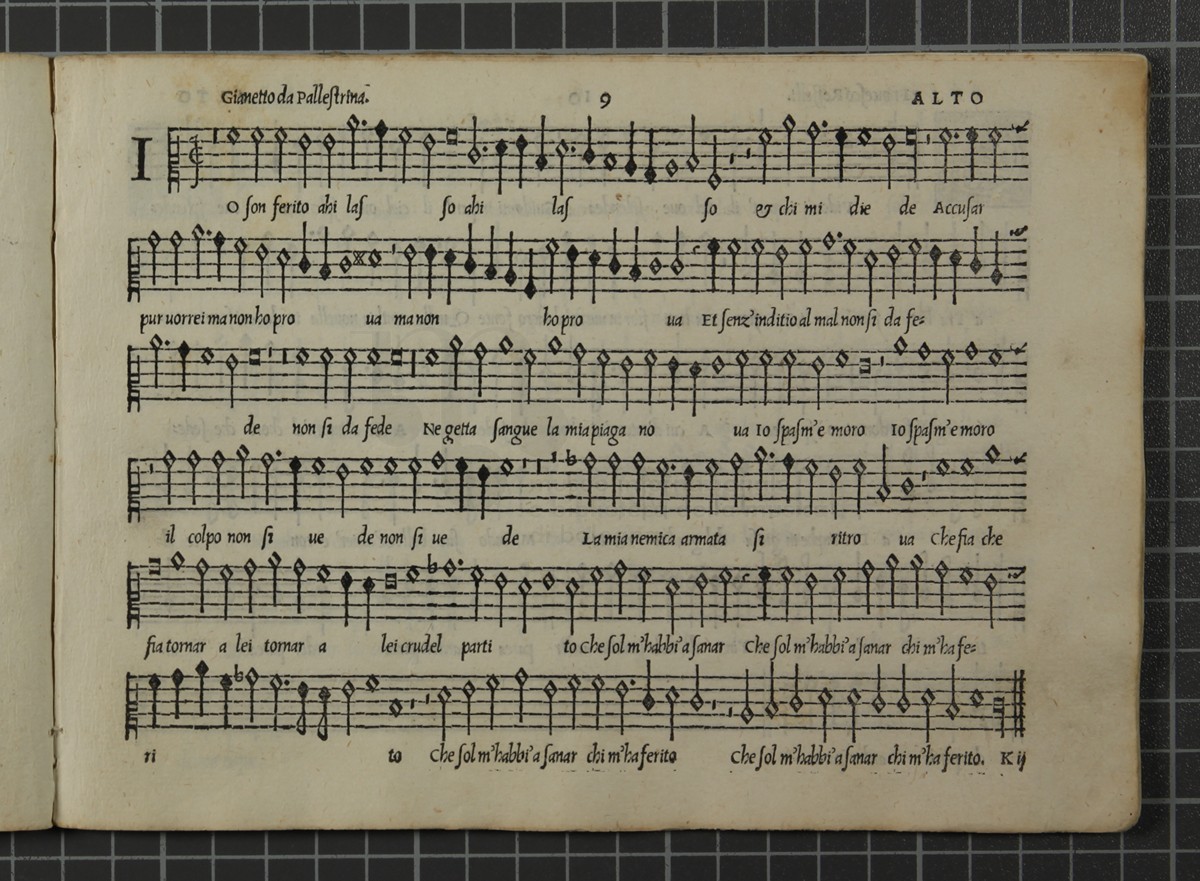 Gianetto da Pallestrina. 9 ALTO
I
O son ferito ahi las so ahi las so & chi mi die de Accusar
pur uorrei ma non ho pro ua ma non ho pro ua Et senz'inditio al mal non si da fe=
de non si da fede Ne getta sangue la mia piaga no ua Io spasm'e moro Io spasm'e moro
il colpo non si ue de non si ue de La mia nemica armata si ritro ua Che fia che
fia tornar a lei tornar a lei crudel parti to Che sol m'habbi'a sanar Che sol m'habbi'a sanar chi m'ha fe=
ri to Che sol m'habbi'a sanar chi m'ha ferito Che sol m'habbi'a sanar chi m'ha ferito. K ij